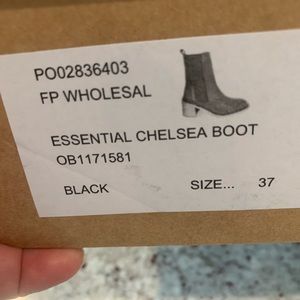 PO02836403
FP WHOLESAL
ESSENTIAL CHELSEA BOOT
OB1171581
BLACK SIZE... 37